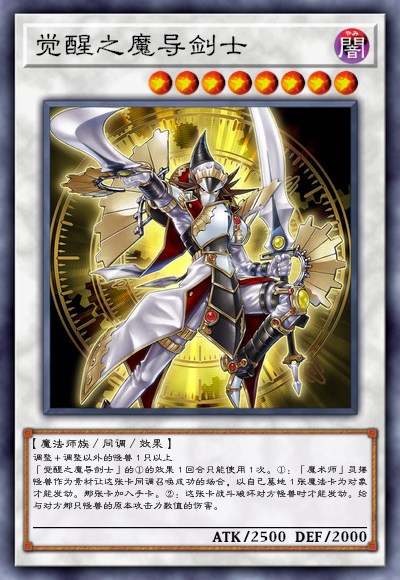 觉醒之魔导剑士
やみ
闇
【魔法师族/同调/效果】
调整+调整以外的怪兽1只以上
「觉醒之魔导剑士」的①的效果1回合只能使用1次。①:「魔术师」灵摆
怪兽作为素材让这张卡同调召唤成功的场合,以自己墓地1张魔法卡为对象
才能发动。那张卡加入手卡。②:这张卡战斗破坏对方怪兽时才能发动。给
与对方那只怪兽的原本攻击力数值的伤害。
ATK/2500 DEF/2000